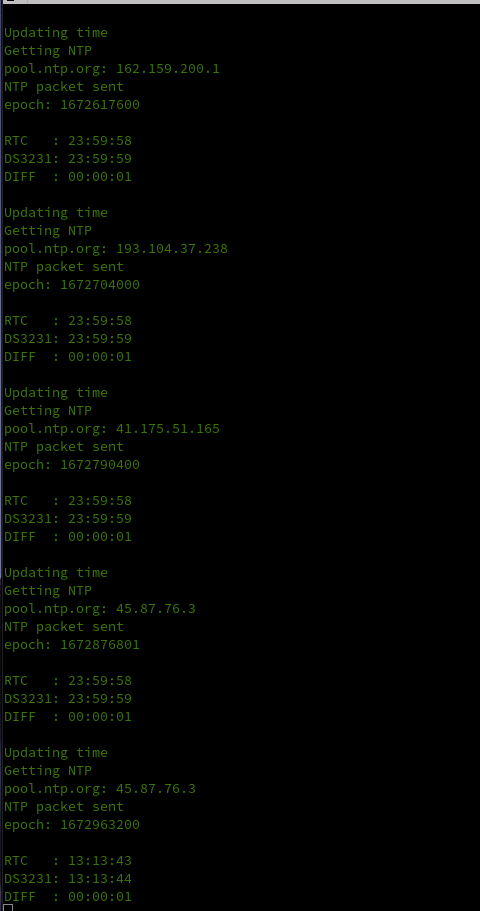 Updating time
Getting NTP
pool.ntp.org: 162.159.200.1
NTP packet sent
epoch: 1672617600
RTC   : 23:59:58
DS3231: 23:59:59
DIFF  : 00:00:01
Updating time
Getting NTP
pool.ntp.org: 193.104.37.238
NTP packet sent
epoch: 1672704000
RTC   : 23:59:58
DS3231: 23:59:59
DIFF  : 00:00:01
Updating time
Getting NTP
pool.ntp.org: 41.175.51.165
NTP packet sent
epoch: 1672790400
RTC   : 23:59:58
DS3231: 23:59:59
DIFF  : 00:00:01
Updating time
Getting NTP
pool.ntp.org: 45.87.76.3
NTP packet sent
epoch: 1672876801
RTC   : 23:59:58
DS3231: 23:59:59
DIFF  : 00:00:01
Updating time
Getting NTP
pool.ntp.org: 45.87.76.3
NTP packet sent
epoch: 1672963200
RTC   : 13:13:43
DS3231: 13:13:44
DIFF  : 00:00:01